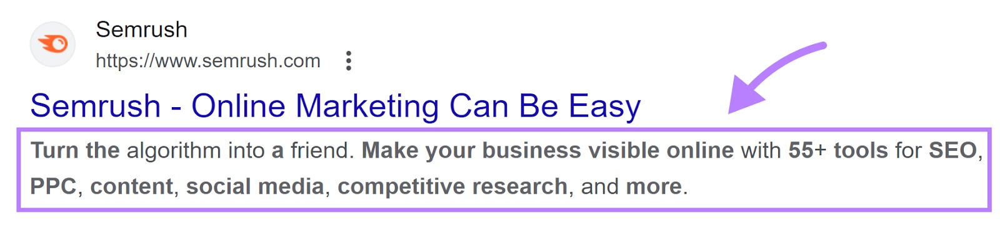 Semrush
https://www.semrush.com
Semrush - Online Marketing Can Be Easy
Turn the algorithm into a friend. Make your business visible online with 55+ tools for SEO,
PPC, content, social media, competitive research, and more.